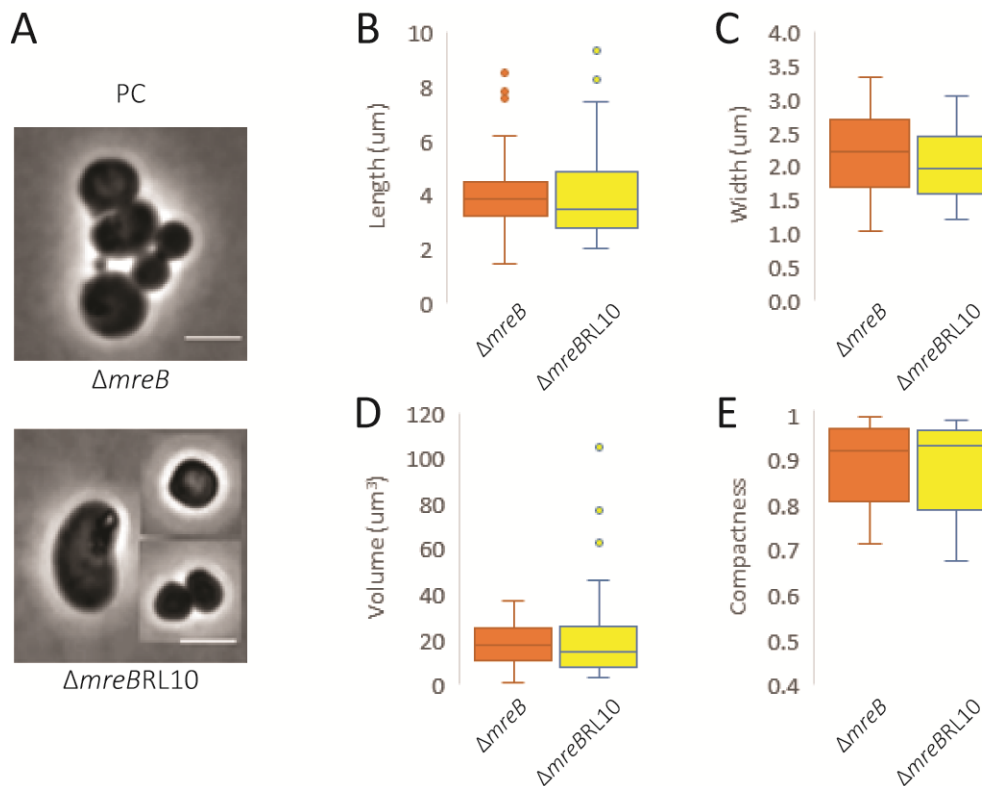 A
PC
ΔmreB
ΔmreBRL10
B
10
8
6
4
2
0
Length (um)
ΔmreB
ΔmreBRL10
C
4.0
3.5
3.0
2.5
2.0
1.5
1.0
0.5
0.0
Width (um)
ΔmreB
ΔmreBRL10
D
120
100
80
60
40
20
0
Volume (um³)
ΔmreB
ΔmreBRL10
E
1
0.9
0.8
0.7
0.6
0.5
0.4
Compactness
ΔmreB
ΔmreBRL10